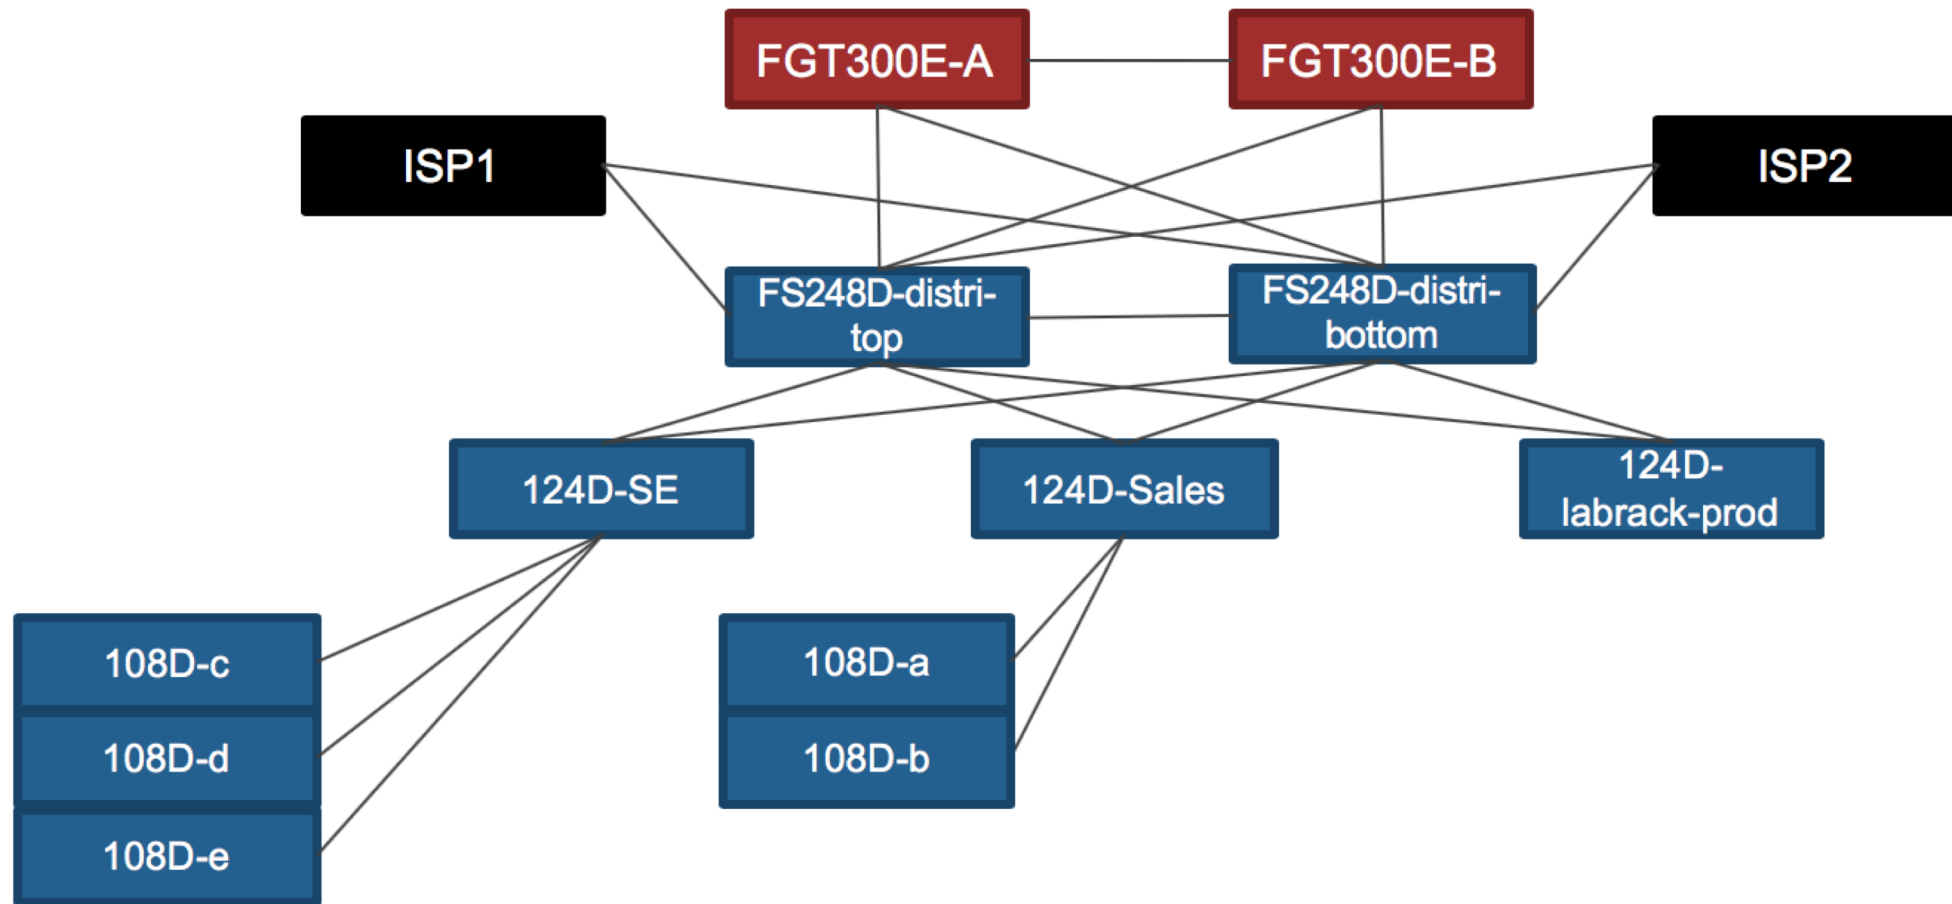 FGT300E-A
FGT300E-B
ISP1
ISP2
FS248D-distri-
top
FS248D-distri-
bottom
124D-SE
124D-Sales
124D-
labrack-prod
108D-c
108D-d
108D-e
108D-a
108D-b